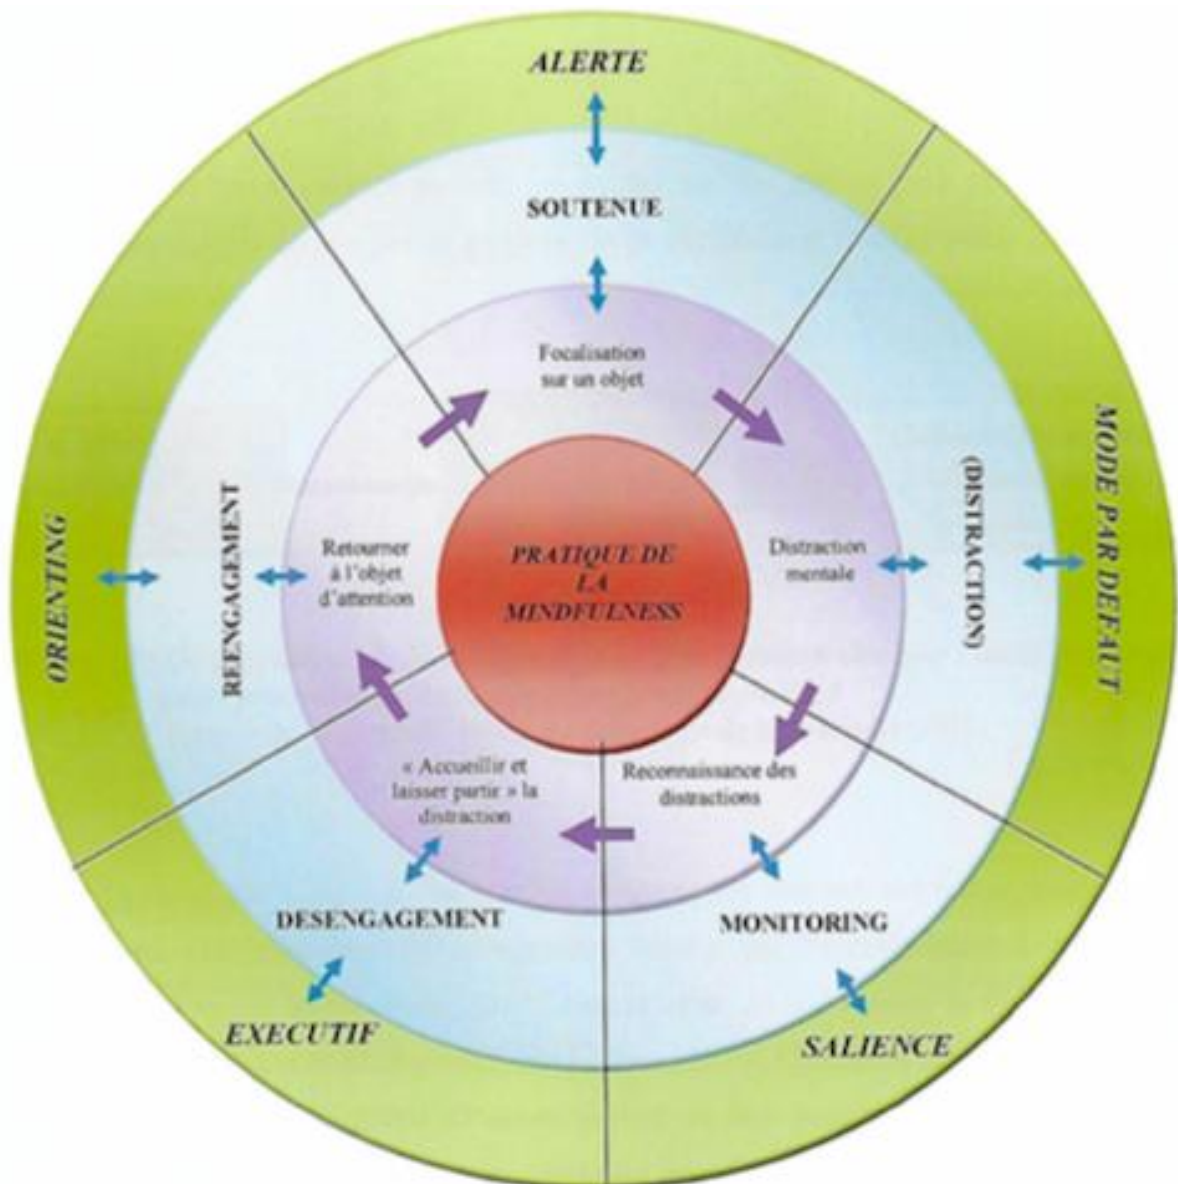 ALERTE
SOUTENUE
Focalisation
sur un objet
MODE PAR DEFAUT
(DISTRACTION)
Distraction
mentale
SALIENCE
MONITORING
Reconnaissance des
distractions
EXECUTIF
DESENGAGEMENT
« Accueillir et
laisser partir » la
distraction
ORIENTING
REENGAGEMENT
Retourner
à l’objet
d’attention
PRATIQUE DE
LA
MINDFULNESS